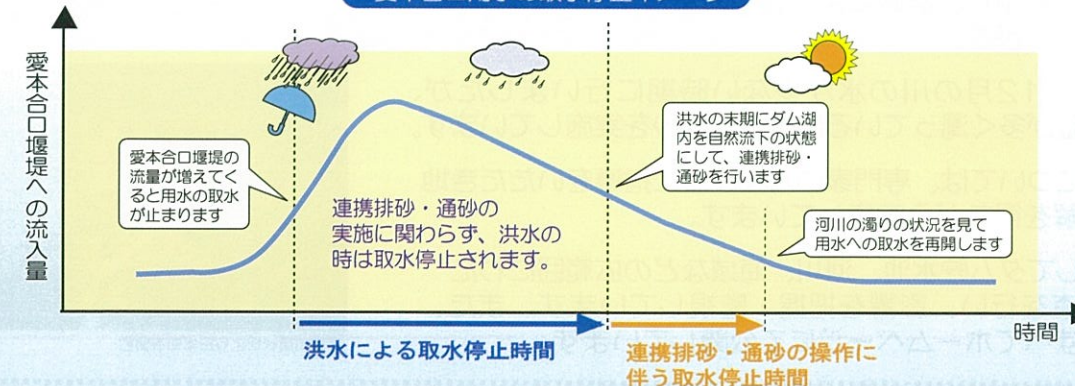 愛本合口堰堤への流入量
愛本合口堰堤の
流量が増えてく
ると用水の取水
が止まります
連携排砂・通砂の
実施に関わらず、洪水の
時は取水停止されます。
洪水の末期にダム湖
内を自然流下の状態
にして、連携排砂・
通砂を行います
河川の濁りの状況を見て
用水への取水を再開します
時間
洪水による取水停止時間
連携排砂・通砂の操作に
伴う取水停止時間